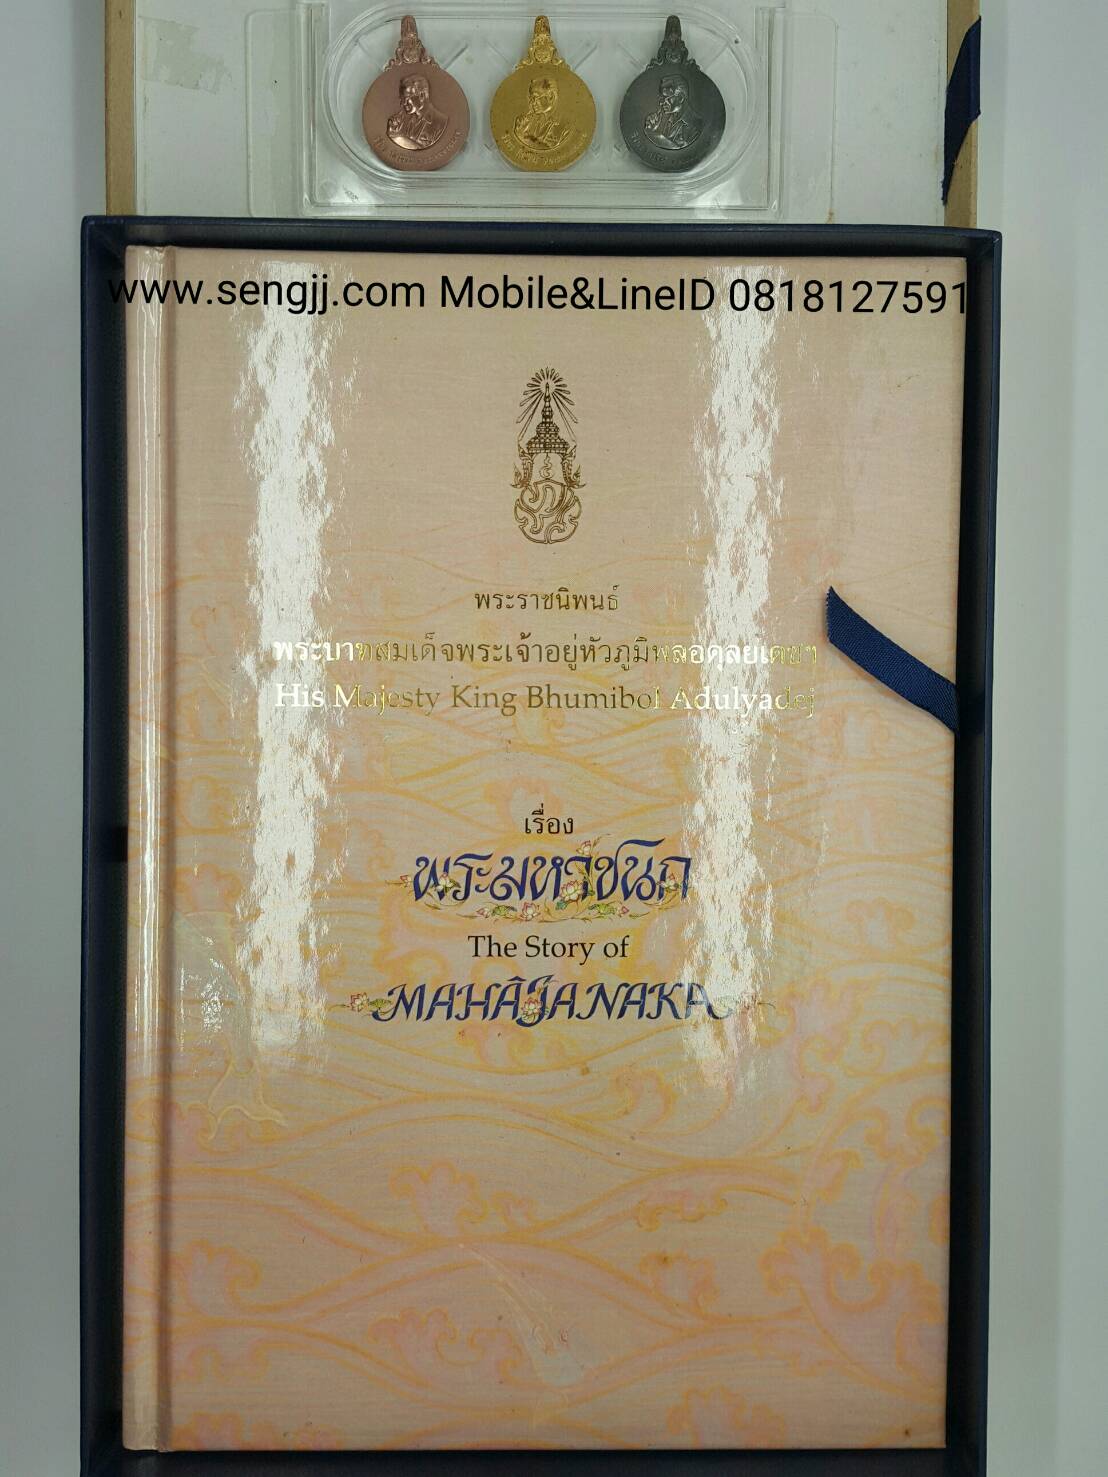 www.sengjj.com Mobile&LineID 0818127591
พระราชนิพนธ์
พระบาทสมเด็จพระเจ้าอยู่หัวภูมิพลอดุลยเดชฯ
His Majesty King Bhumibol Adulyadej
เรื่อง
พระมหาชนก
The Story of
MAHĀJANAKA